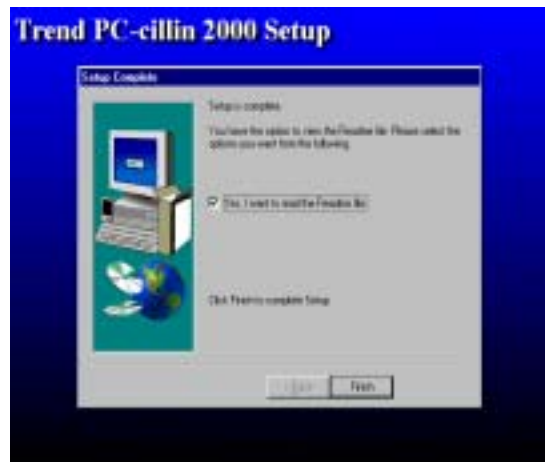 Trend PC-cillin 2000 Setup
Setup Complete
Setup is complete.
You have the option to view the Readme file. Please select the
options you want from the following.
Yes, I want to read the Readme file.
Click Finish to complete Setup.
< Back
Finish